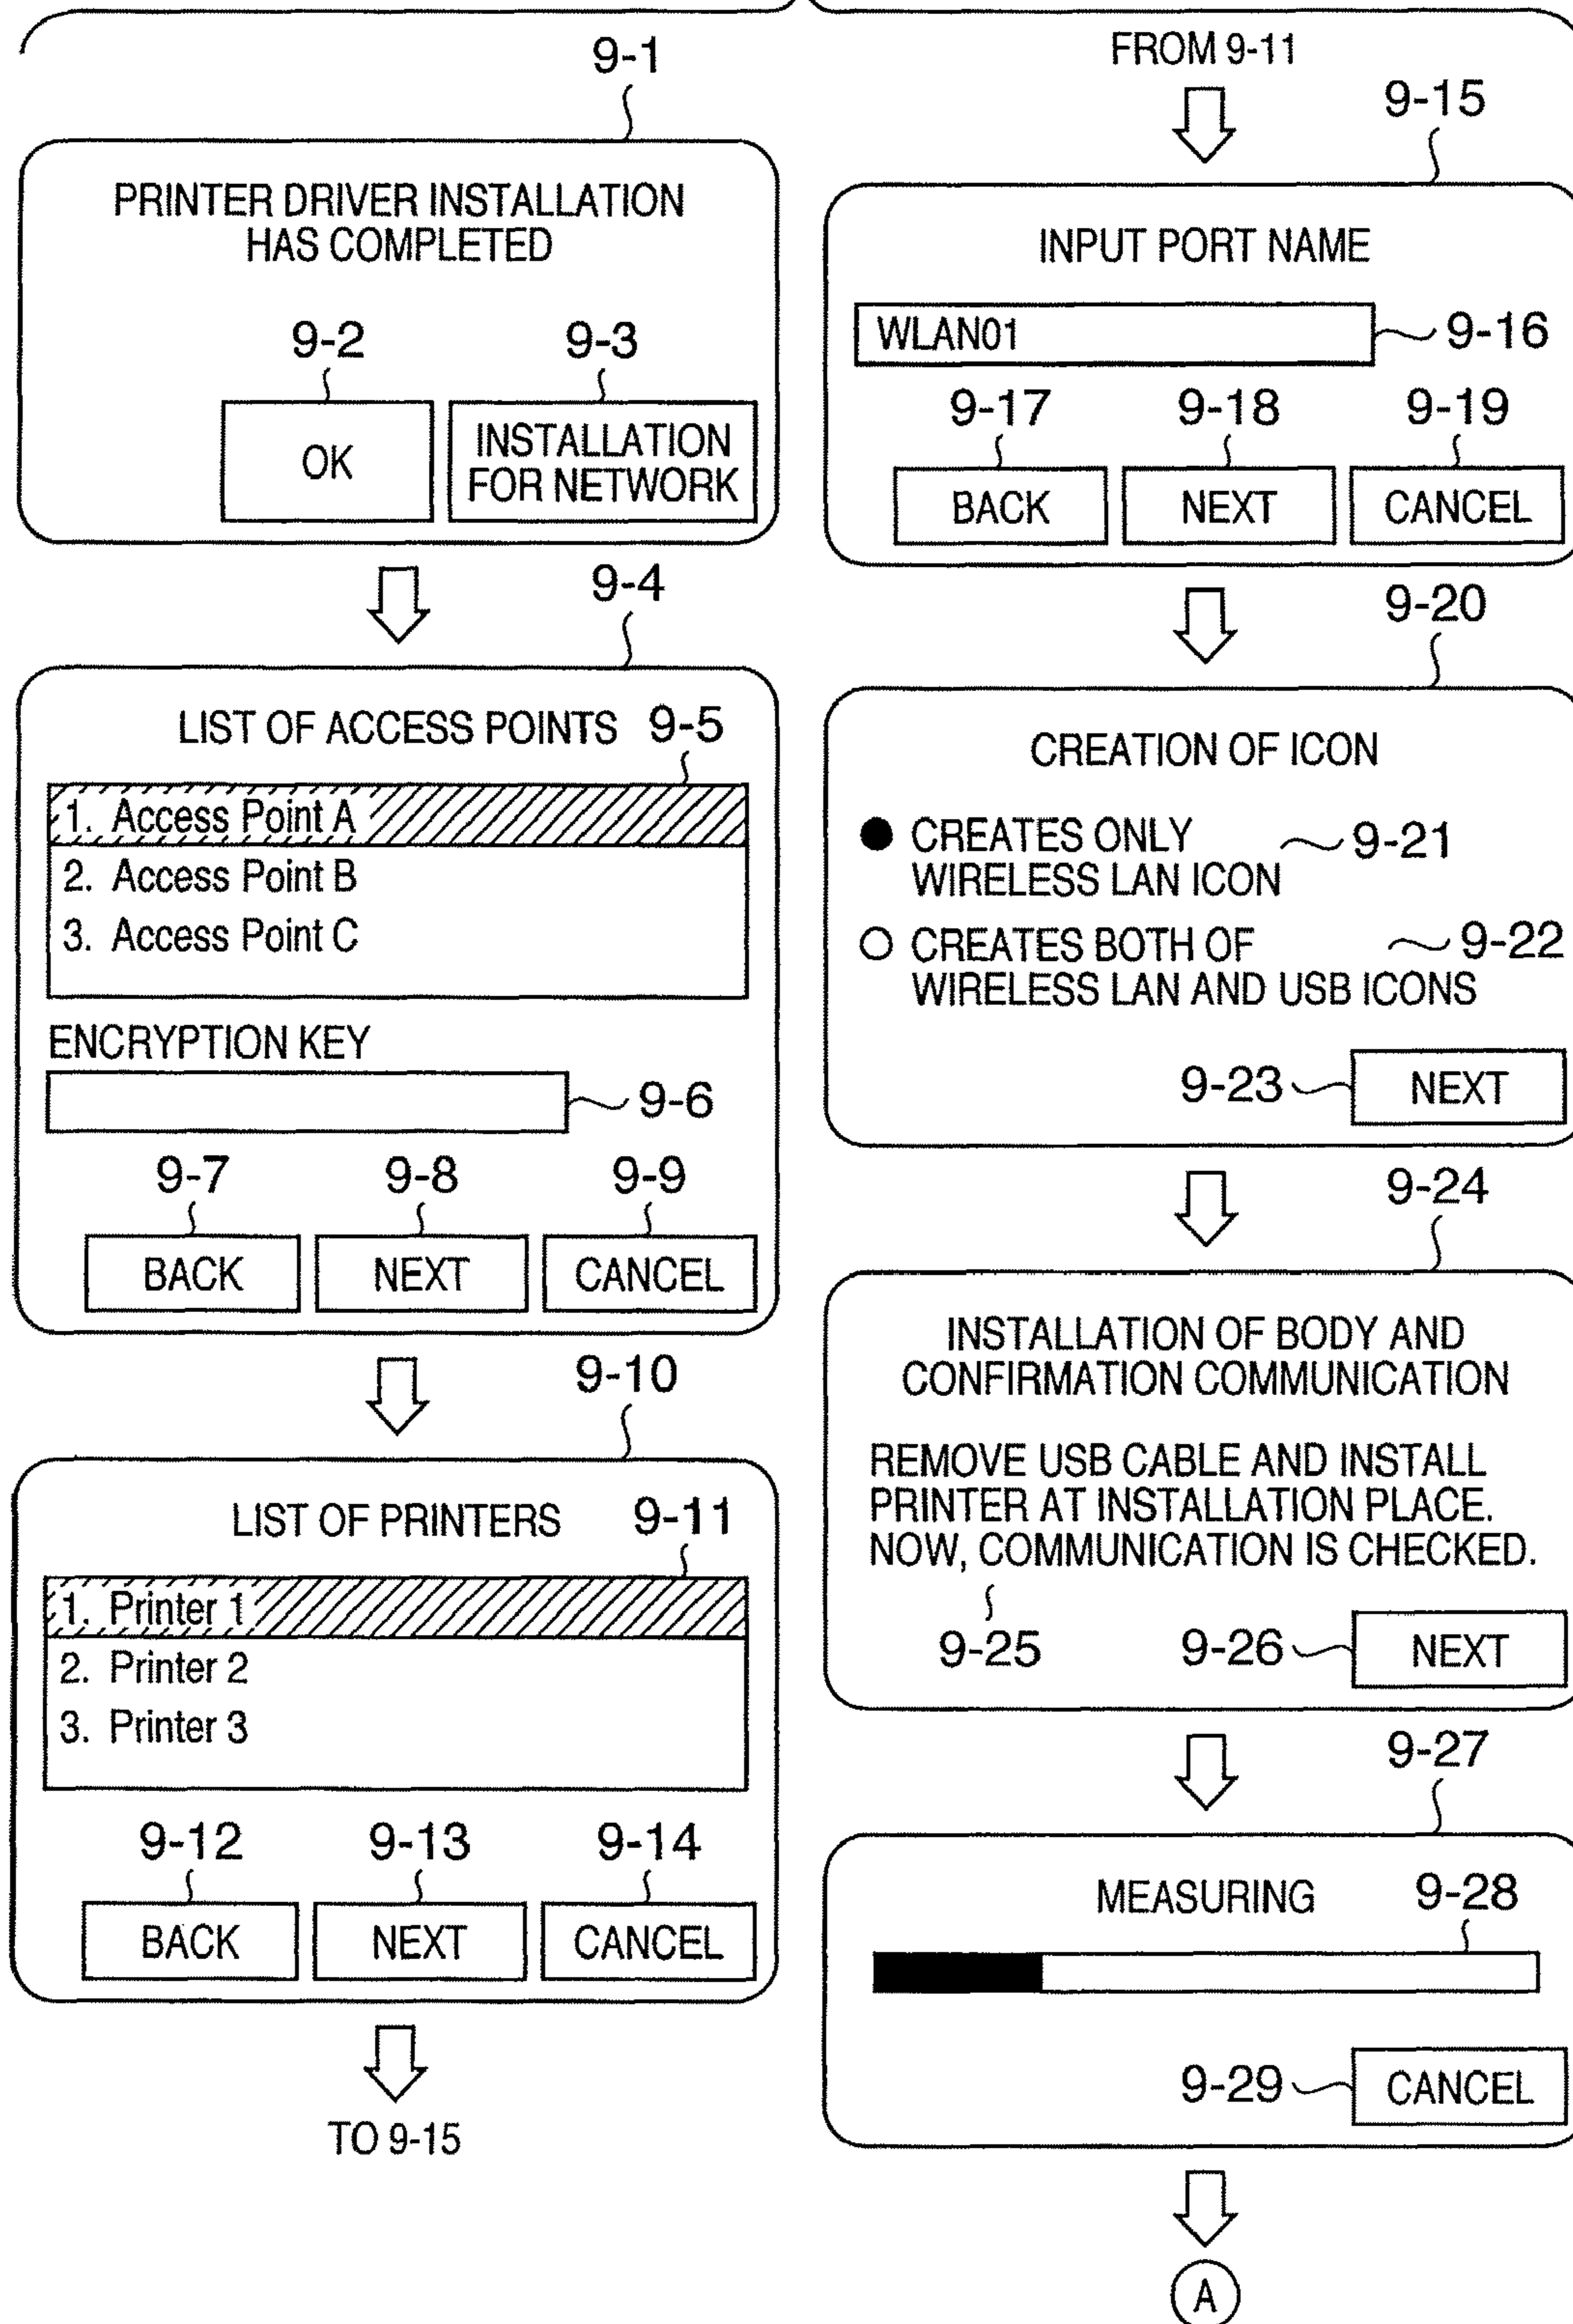 9-1
PRINTER DRIVER INSTALLATION
HAS COMPLETED
9-2 9-3
OK
INSTALLATION
FOR NETWORK
9-4
LIST OF ACCESS POINTS 9-5
1. Access Point A
2. Access Point B
3. Access Point C
ENCRYPTION KEY
9-6
9-7 9-8 9-9
BACK NEXT CANCEL
9-10
LIST OF PRINTERS 9-11
1. Printer 1
2. Printer 2
3. Printer 3
9-12 9-13 9-14
BACK NEXT CANCEL
TO 9-15
FROM 9-11
9-15
INPUT PORT NAME
WLAN01 9-16
9-17 9-18 9-19
BACK NEXT CANCEL
9-20
CREATION OF ICON
CREATES ONLY
WIRELESS LAN ICON 9-21
CREATES BOTH OF
WIRELESS LAN AND USB ICONS 9-22
9-23 NEXT
9-24
INSTALLATION OF BODY AND
CONFIRMATION COMMUNICATION
REMOVE USB CABLE AND INSTALL
PRINTER AT INSTALLATION PLACE.
NOW, COMMUNICATION IS CHECKED.
9-25 9-26 NEXT
9-27
MEASURING 9-28
9-29 CANCEL
A